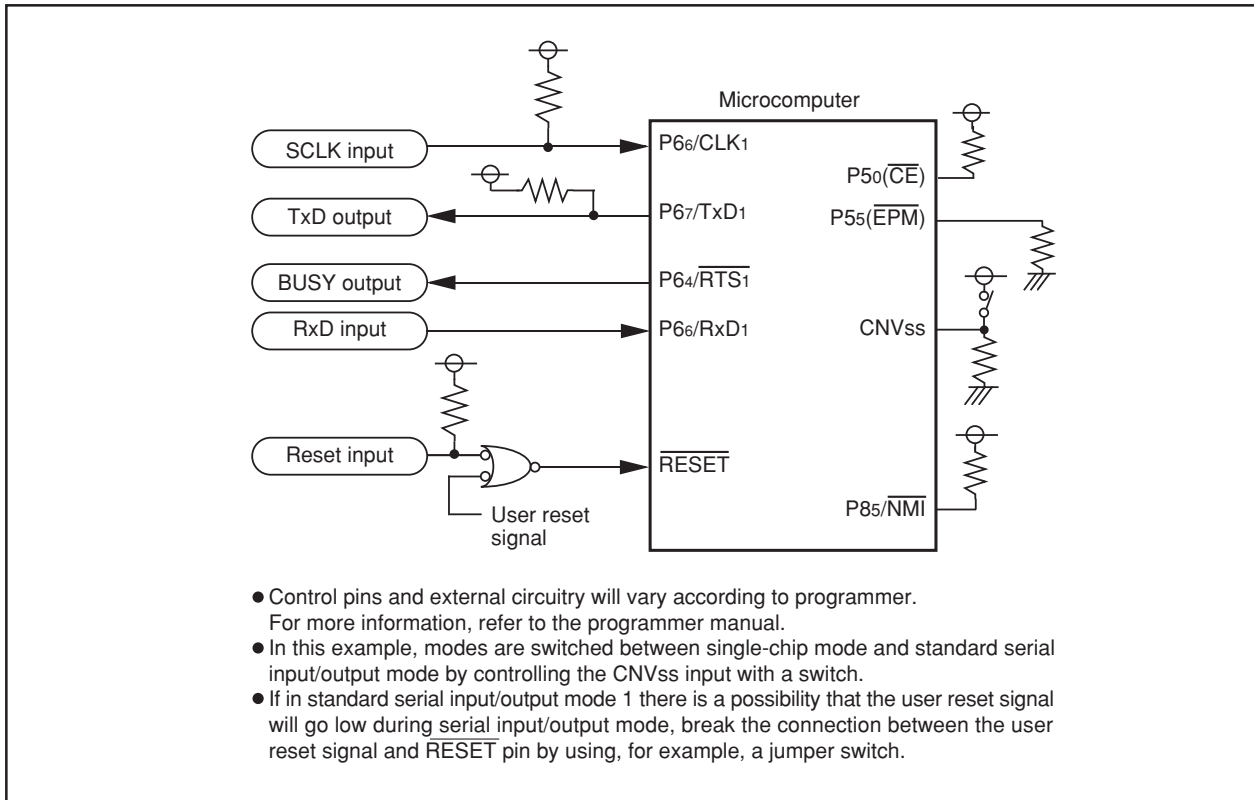 Microcomputer
SCLK input
P66/CLK1
P50(CE)
TxD output
P67/TxD1
P55(EPM)
BUSY output
P64/RTS1
RxD input
P66/RxD1
CNVss
Reset input
RESET
User reset
signal
P85/NMI
● Control pins and external circuitry will vary according to programmer.
For more information, refer to the programmer manual.
● In this example, modes are switched between single-chip mode and standard serial
input/output mode by controlling the CNVss input with a switch.
● If in standard serial input/output mode 1 there is a possibility that the user reset signal
will go low during serial input/output mode, break the connection between the user
reset signal and RESET pin by using, for example, a jumper switch.